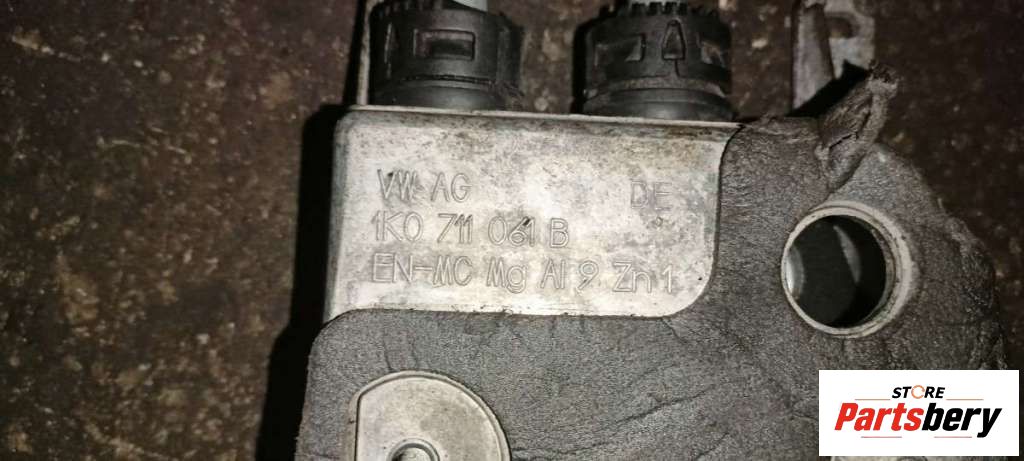 VW AG DE
1K0 711 061 B
EN-MC Mg Al 9 Zn 1
STORE
Partsbery